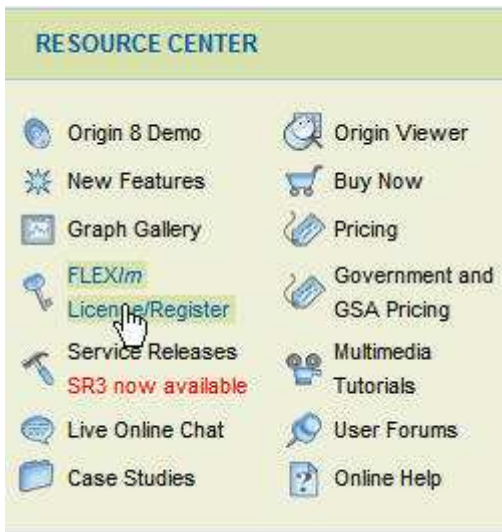 RESOURCE CENTER
Origin 8 Demo
New Features
Graph Gallery
FLEXlm
License/Register
Service Releases
SR3 now available
Live Online Chat
Case Studies
Origin Viewer
Buy Now
Pricing
Government and
GSA Pricing
Multimedia
Tutorials
User Forums
Online Help